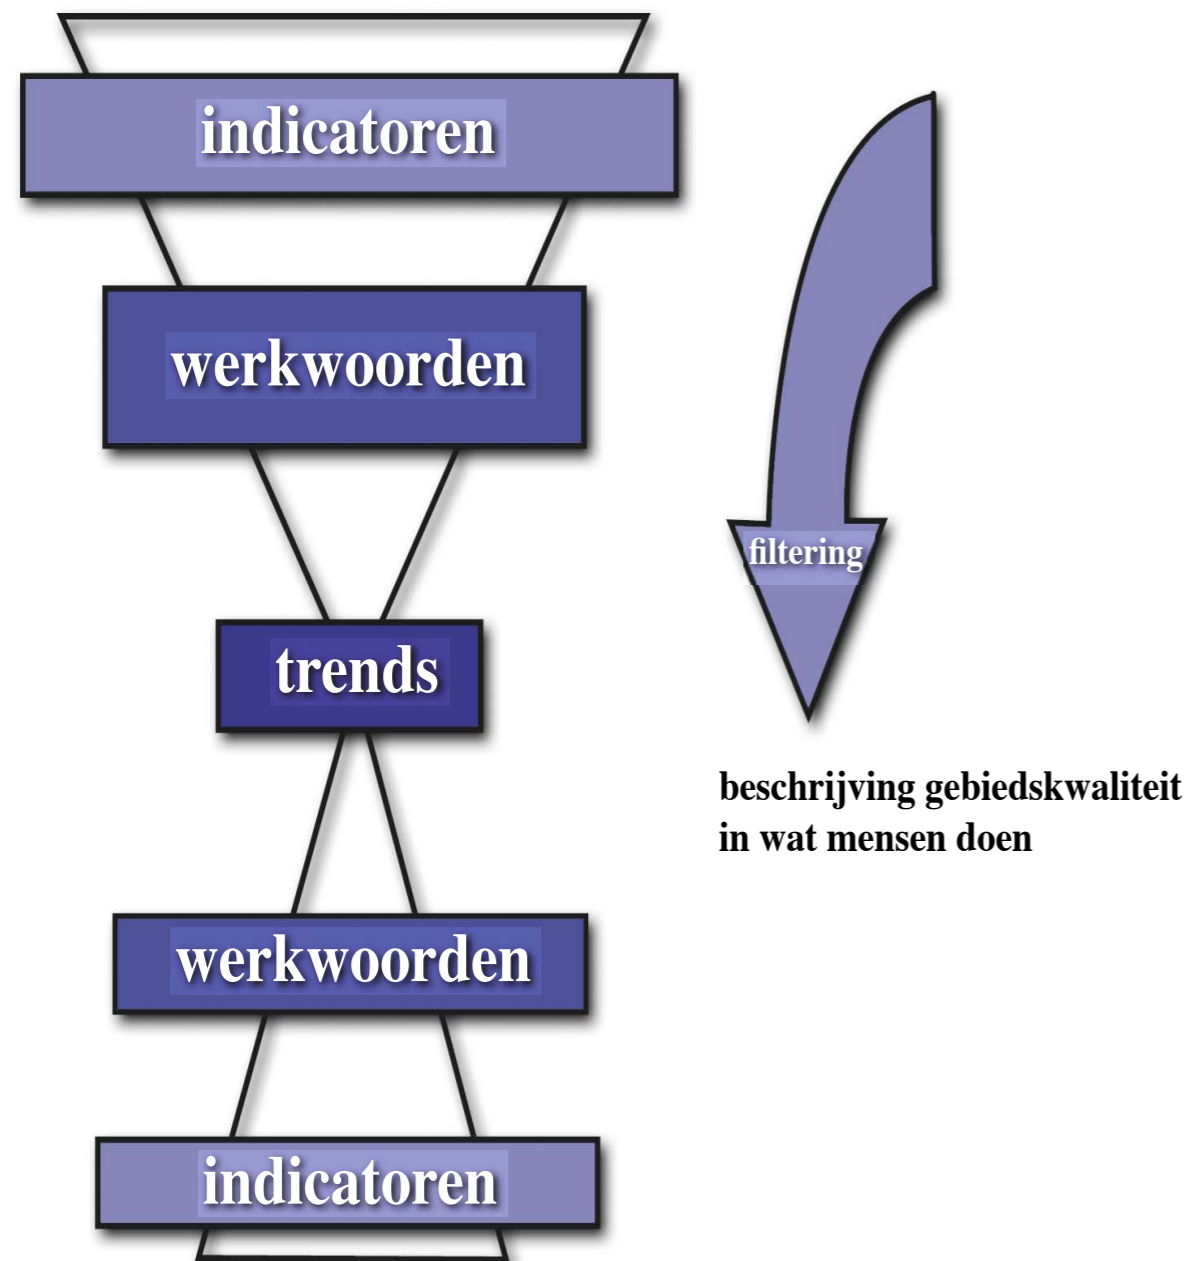 indicatoren
werkwoorden
filtering
trends
beschrijving gebiedskwaliteit
in wat mensen doen
werkwoorden
indicatoren